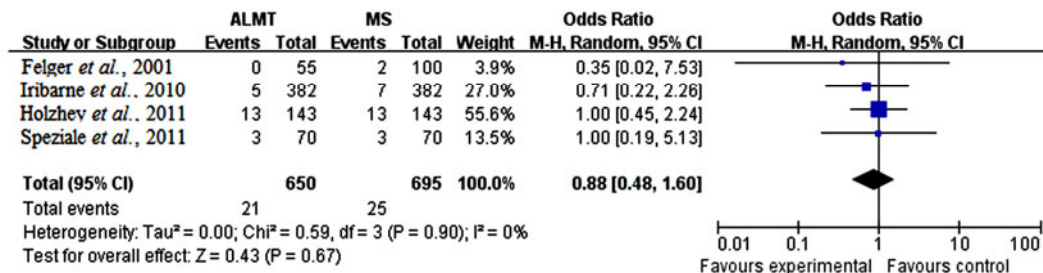 ALMT MS Odds Ratio Odds Ratio
Study or Subgroup Events Total Events Total Weight M-H, Random, 95% CI M-H, Random, 95% CI
Felger et al., 2001 0 55 2 100 3.9% 0.35 [0.02, 7.53]
Iribarne et al., 2010 5 382 7 382 27.0% 0.71 [0.22, 2.26]
Holzhey et al., 2011 13 143 13 143 55.6% 1.00 [0.45, 2.24]
Speziale et al., 2011 3 70 3 70 13.5% 1.00 [0.19, 5.13]
Total (95% CI) 650 695 100.0% 0.88 [0.48, 1.60]
Total events 21 25
Heterogeneity: Tau² = 0.00; Chi² = 0.59, df = 3 (P = 0.90); I² = 0%
Test for overall effect: Z = 0.43 (P = 0.67)
0.01 0.1 1 10 100
Favours experimental Favours control